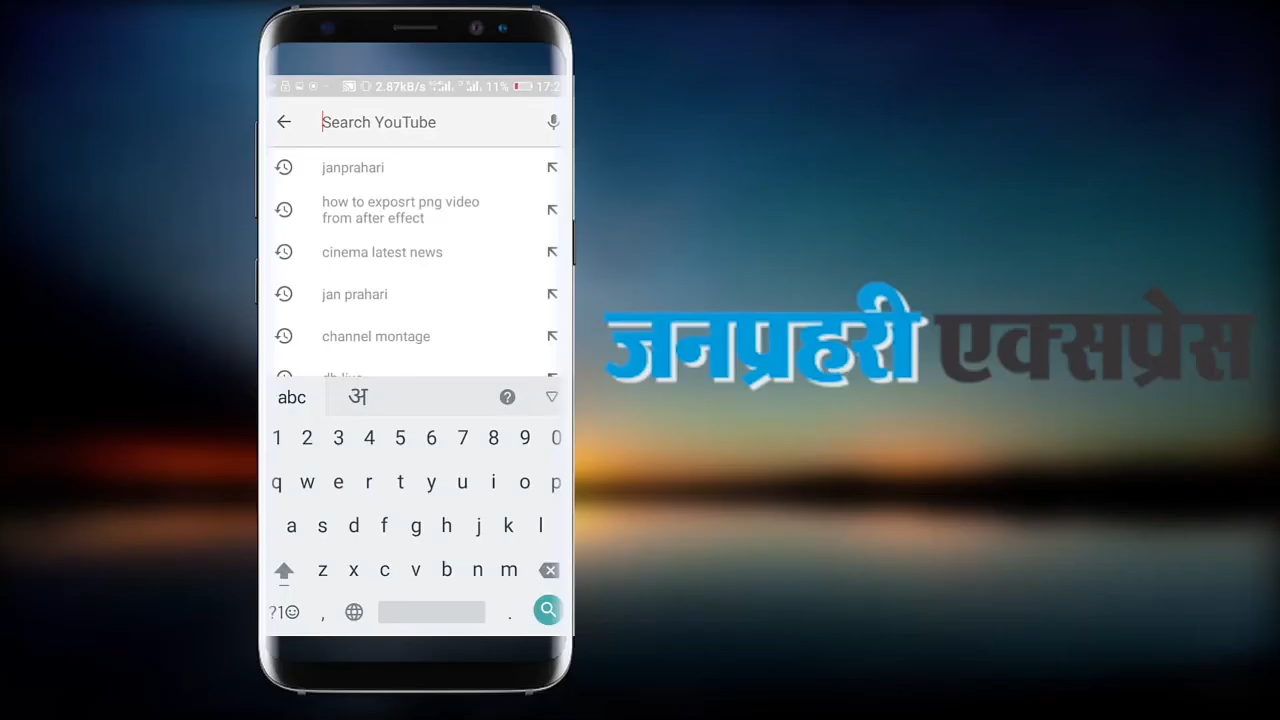 2.87kB/s 11% 17:2
Search YouTube
janprahari
how to exposrt png video
from after effect
cinema latest news
jan prahari
channel montage
abc अ
1 2 3 4 5 6 7 8 9 0
q w e r t y u i o p
a s d f g h j k l
z x c v b n m
?1 , .
जनप्रहरी एक्सप्रेस